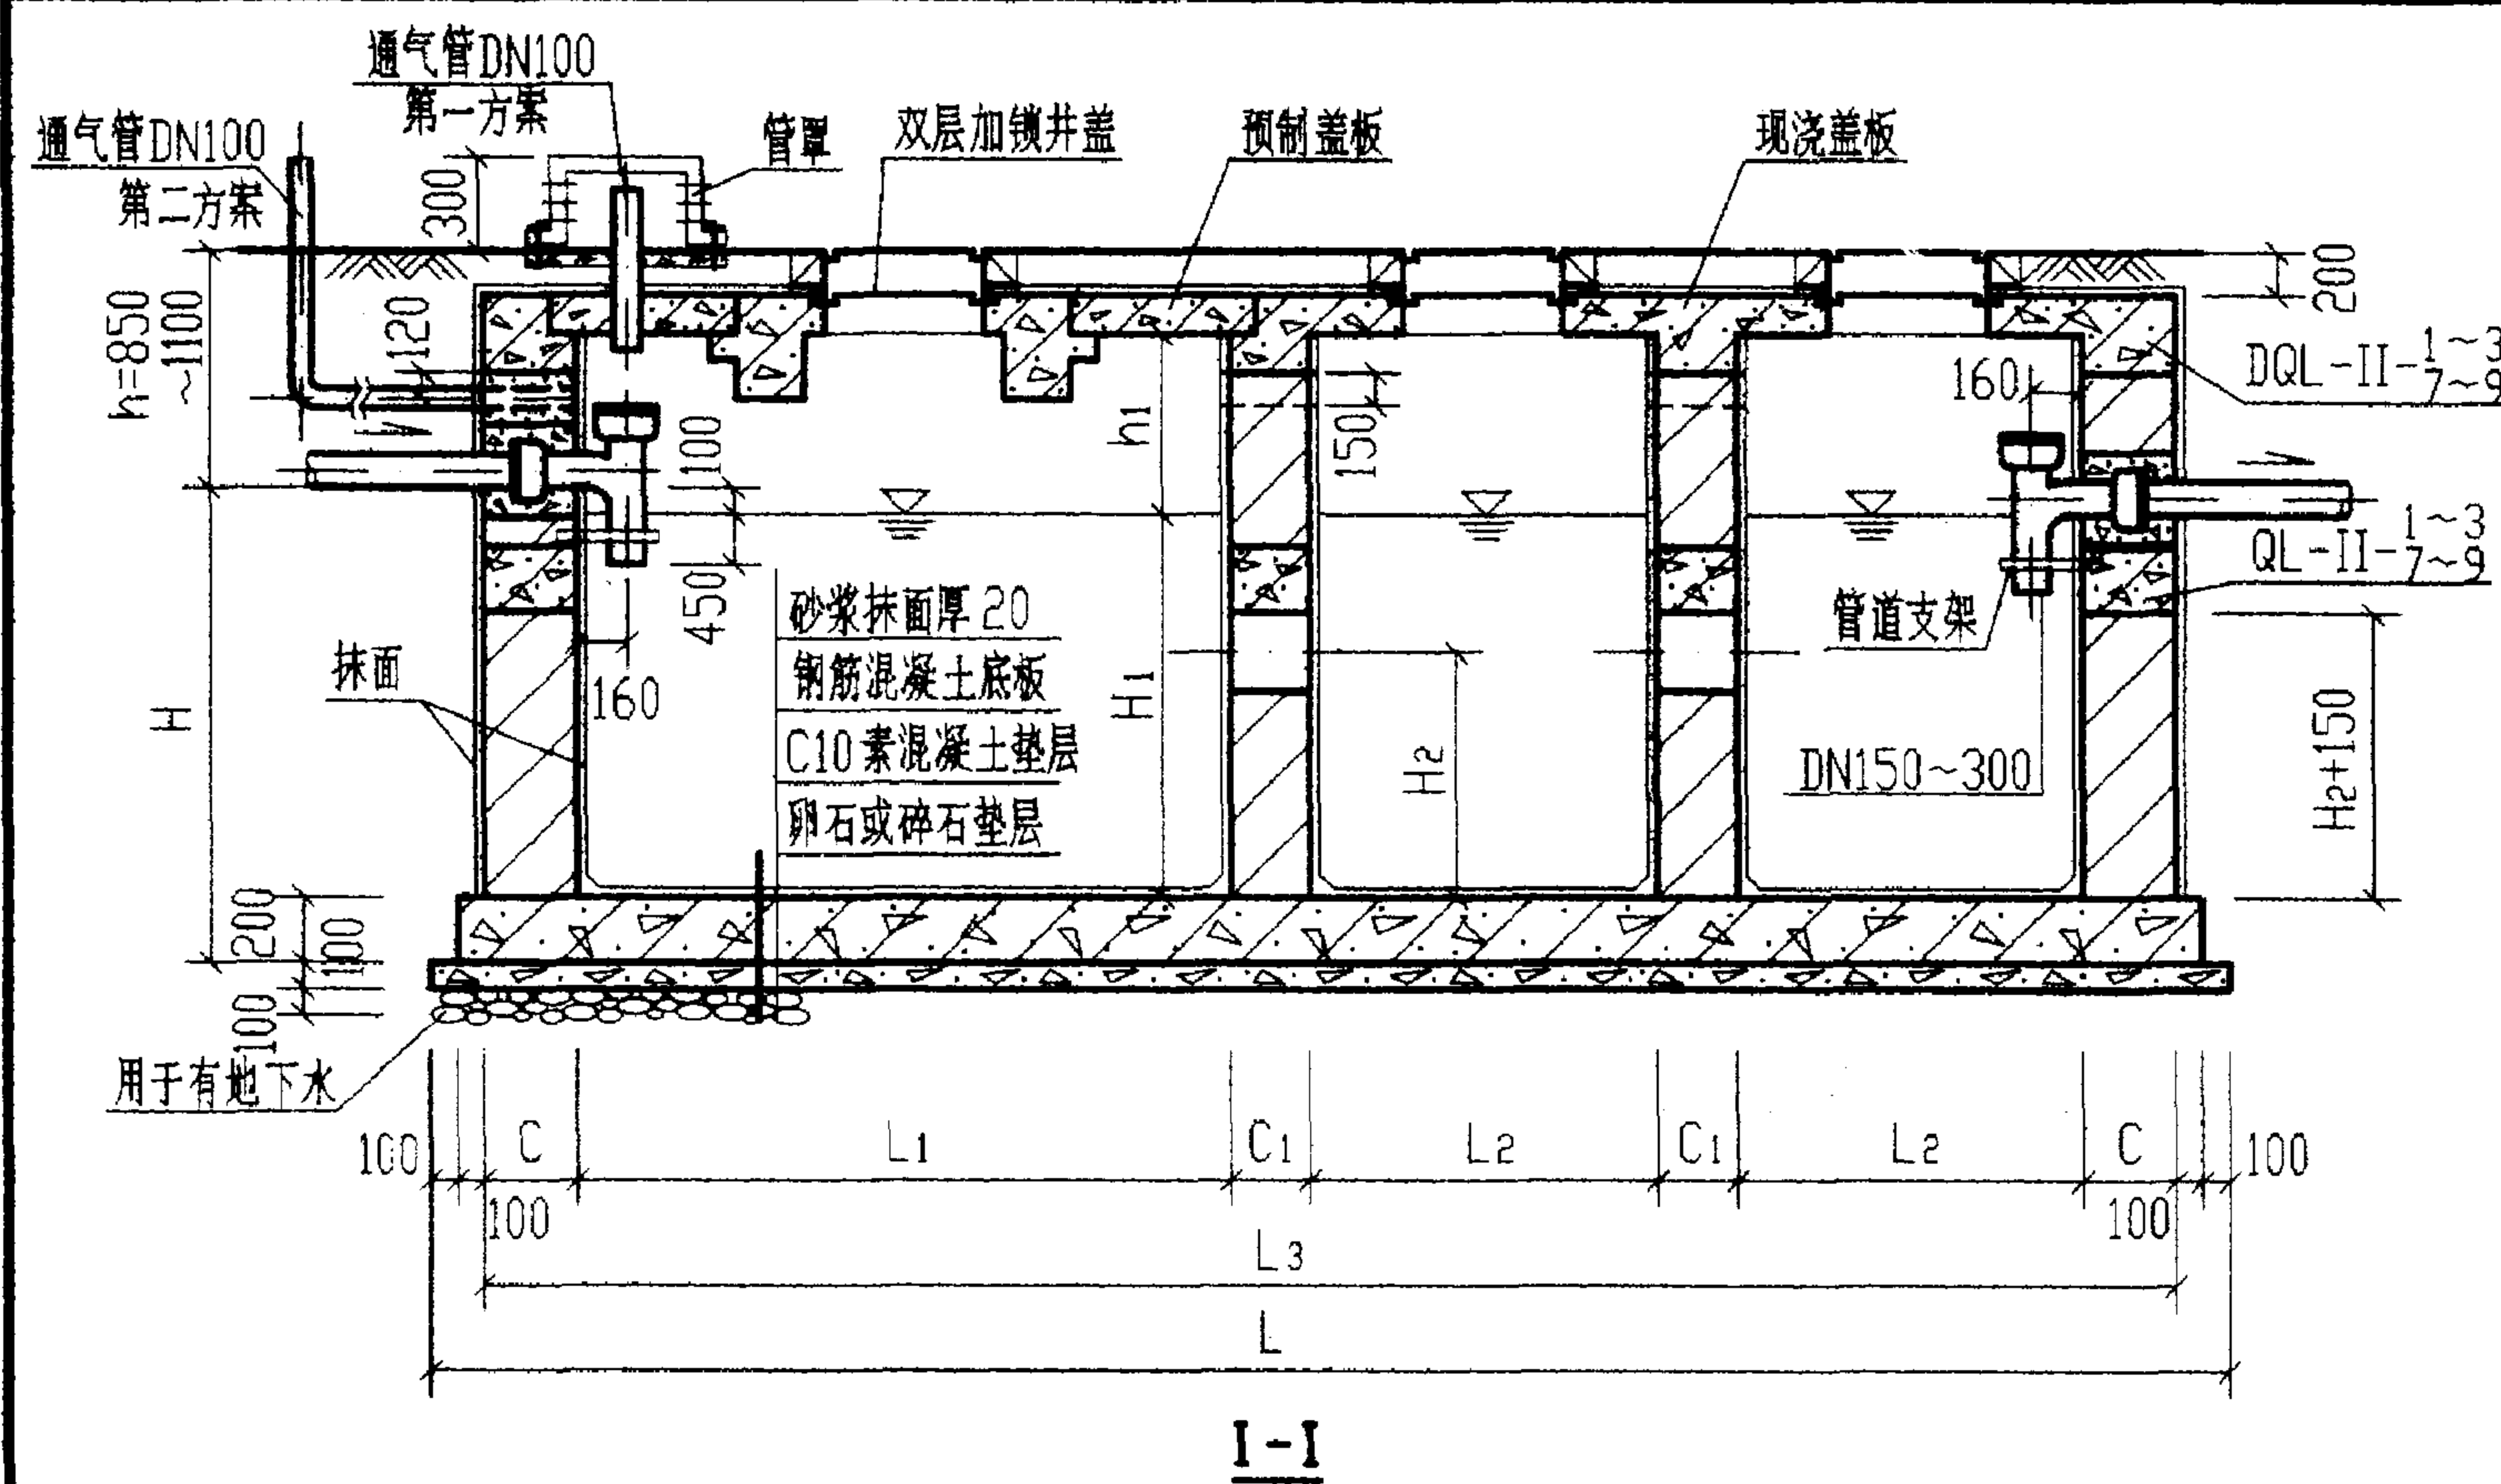 通气管DN100
第一方案
通气管DN100
第二方案
管罩
双层加锁井盖
预制盖板
现浇盖板
300
200
h=850
~1100
120
h1
150
160
DQL-II-1~3
7~9
100
450
QL-II-1~3
7~9
砂浆抹面厚20
钢筋混凝土底板
C10素混凝土垫层
卵石或碎石垫层
管道支架
抹面
160
H
H1
H2
DN150~300
H2+150
200
100
100
用于有地下水
100
C
L1
C1
L2
C1
L2
C
100
100
100
L3
L
I-I